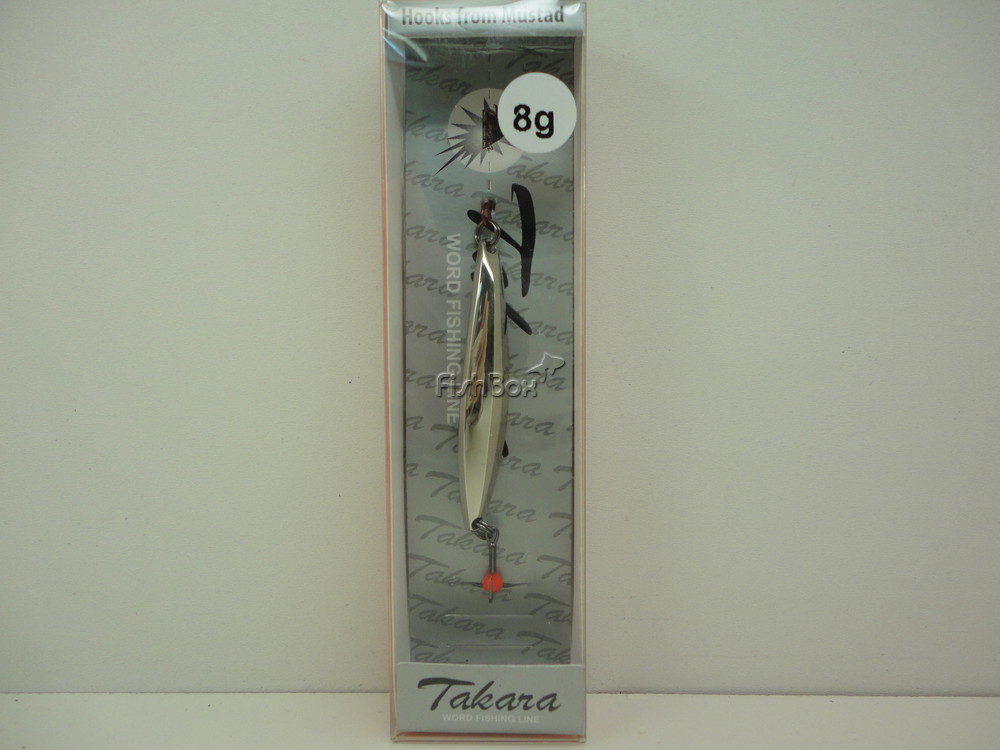 Hooks from Mustad
8g
WORD FISHING LINE
FishBox
Takara
WORD FISHING LINE